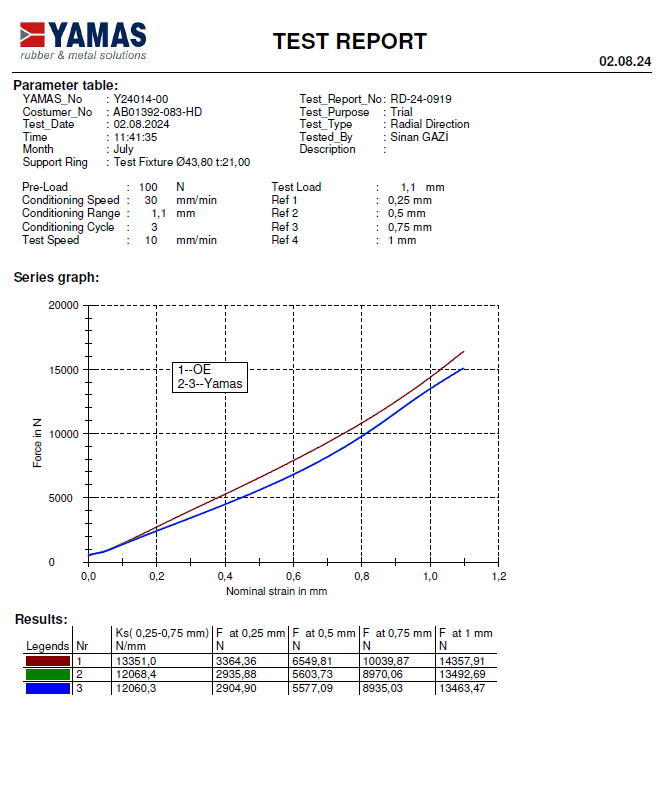 YAMAS
rubber & metal solutions
TEST REPORT
02.08.24
Parameter table:
YAMAS_No : Y24014-00 Test_Report_No: RD-24-0919
Costumer_No : AB01392-083-HD Test_Purpose : Trial
Test_Date : 02.08.2024 Test_Type : Radial Direction
Time : 11:41:35 Tested_By : Sinan GAZİ
Month : July Description :
Support Ring : Test Fixture Ø43,80 t:21,00
Pre-Load : 100 N Test Load : 1,1 mm
Conditioning Speed : 30 mm/min Ref 1 : 0,25 mm
Conditioning Range : 1,1 mm Ref 2 : 0,5 mm
Conditioning Cycle : 3 Ref 3 : 0,75 mm
Test Speed : 10 mm/min Ref 4 : 1 mm
Series graph:
20000
15000
10000
5000
0
Force in N
1--OE
2-3--Yamas
0,0 0,2 0,4 0,6 0,8 1,0 1,2
Nominal strain in mm
Results:
Ks( 0,25-0,75 mm) F at 0,25 mm F at 0,5 mm F at 0,75 mm F at 1 mm
Legends Nr N/mm N N N N
1 13351,0 3364,36 6549,81 10039,87 14357,91
2 12068,4 2935,88 5603,73 8970,06 13492,69
3 12060,3 2904,90 5577,09 8935,03 13463,47